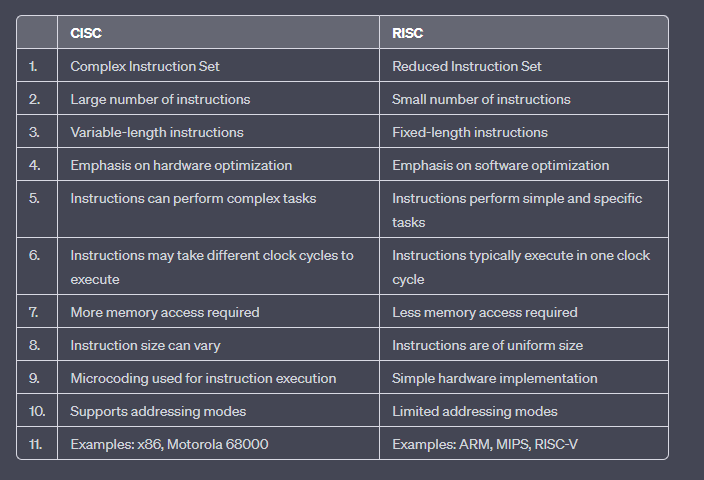 CISC RISC
1. Complex Instruction Set Reduced Instruction Set
2. Large number of instructions Small number of instructions
3. Variable-length instructions Fixed-length instructions
4. Emphasis on hardware optimization Emphasis on software optimization
5. Instructions can perform complex tasks Instructions perform simple and specific
tasks
6. Instructions may take different clock cycles to Instructions typically execute in one clock
execute cycle
7. More memory access required Less memory access required
8. Instruction size can vary Instructions are of uniform size
9. Microcoding used for instruction execution Simple hardware implementation
10. Supports addressing modes Limited addressing modes
11. Examples: x86, Motorola 68000 Examples: ARM, MIPS, RISC-V